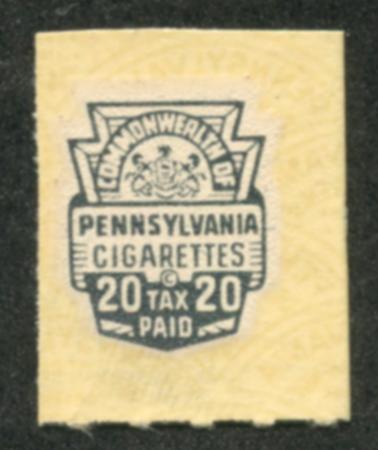 COMMONWEALTH OF
PENNSYLVANIA
CIGARETTES
C
20 TAX 20
PAID